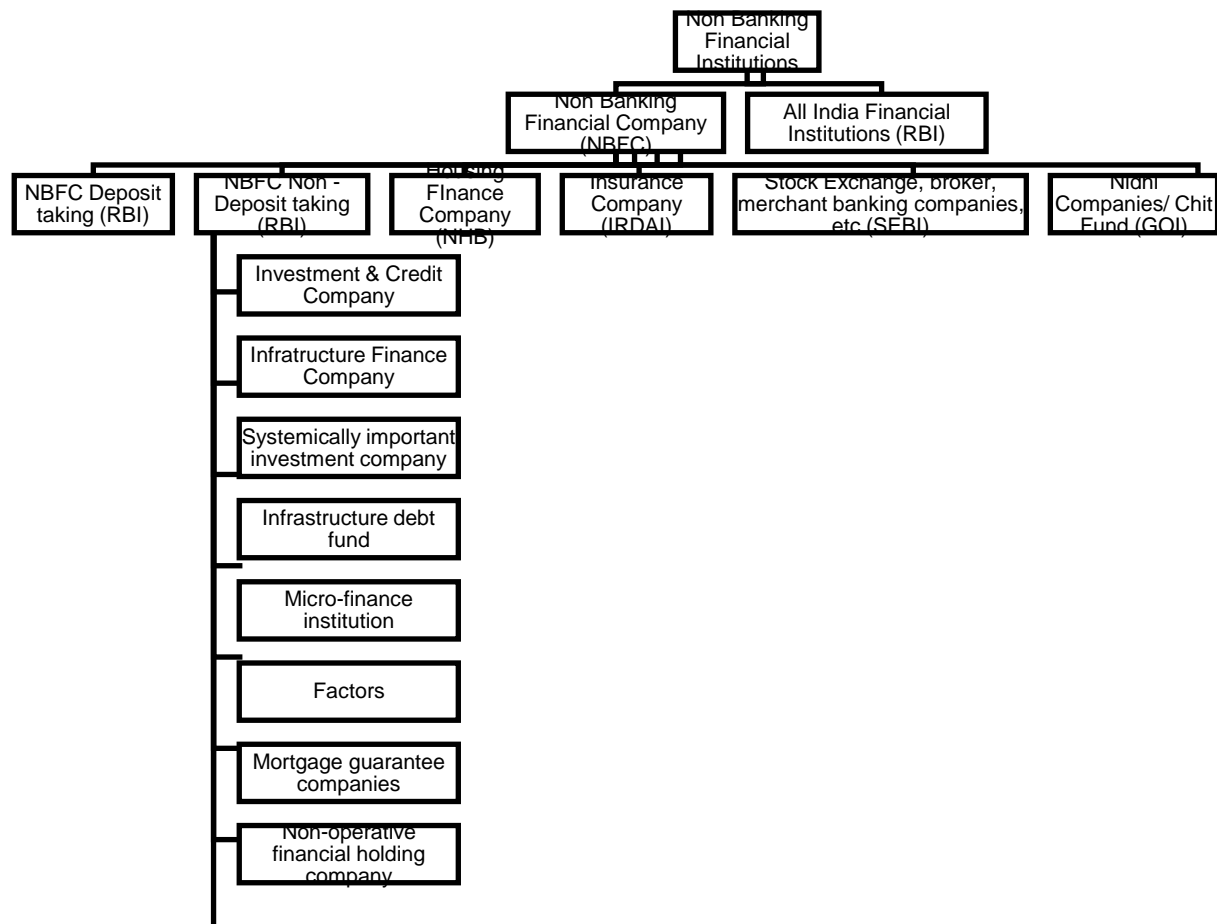 Non Banking
Financial
Institutions
Non Banking
Financial Company
(NBFC)
All India Financial
Institutions (RBI)
NBFC Deposit
taking (RBI)
NBFC Non -
Deposit taking
(RBI)
Housing
FInance
Company
(NHB)
Insurance
Company
(IRDAI)
Stock Exchange, broker,
merchant banking companies,
etc (SEBI)
Nidhi
Companies/ Chit
Fund (GOI)
Investment & Credit
Company
Infratructure Finance
Company
Systemically important
investment company
Infrastructure debt
fund
Micro-finance
institution
Factors
Mortgage guarantee
companies
Non-operative
financial holding
company